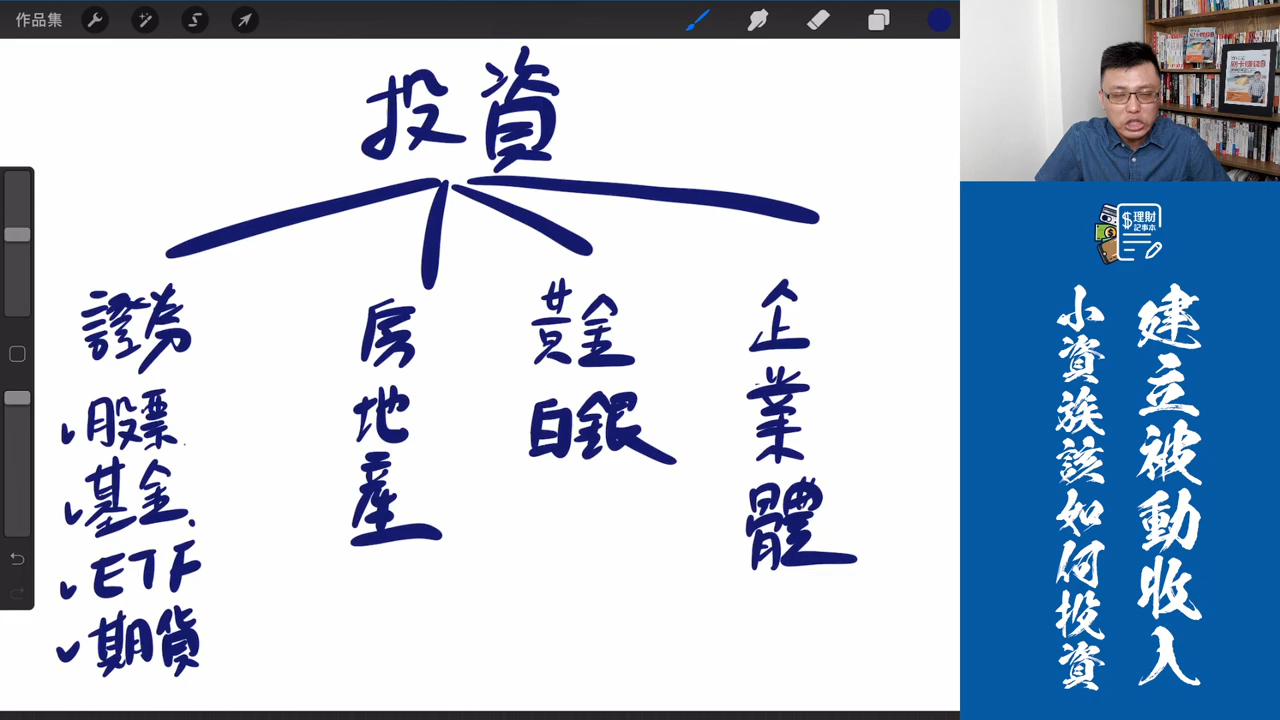 作品集
投資
證券
股票
基金
ETF
期貨
房地產
黃金
白銀
企業體
$理財
記事本
建立被動收入
小資族該如何投資